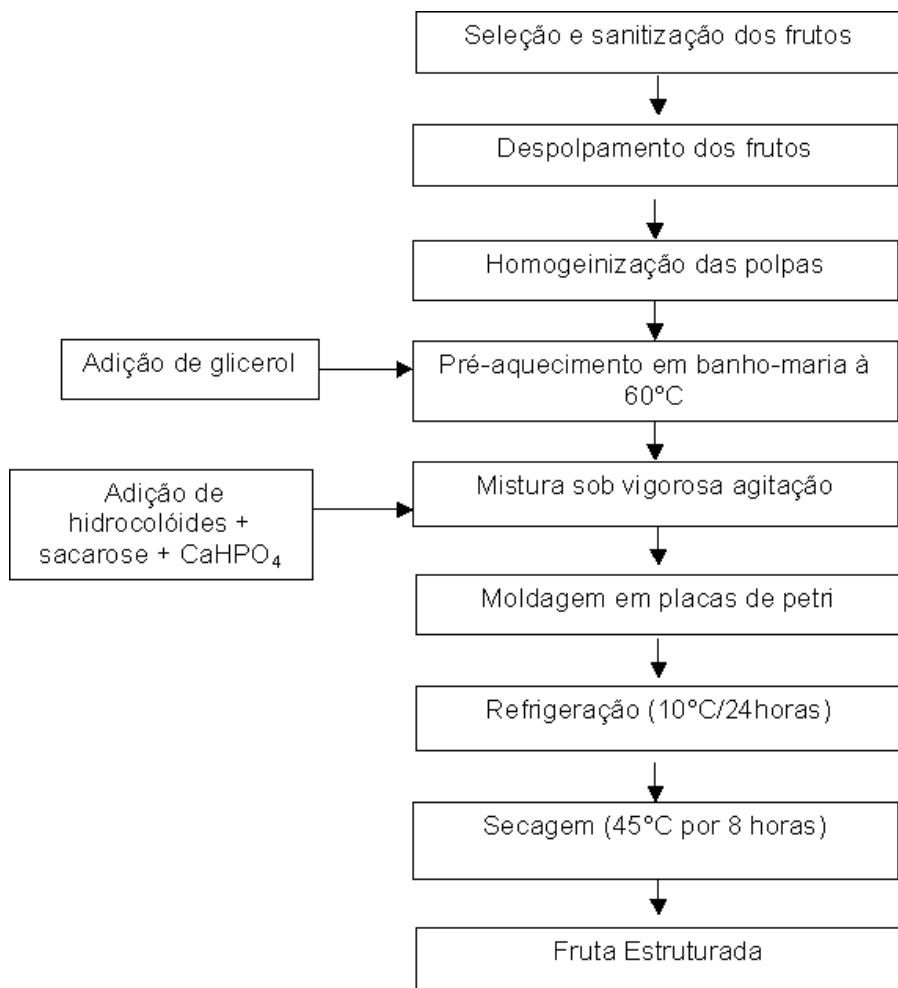 Seleção e sanitização dos frutos
Despolpamento dos frutos
Homogeinização das polpas
Adição de glicerol
Pré-aquecimento em banho-maria à
60°C
Adição de
hidrocolóides +
sacarose + CaHPO₄
Mistura sob vigorosa agitação
Moldagem em placas de petri
Refrigeração (10°C/24horas)
Secagem (45°C por 8 horas)
Fruta Estruturada